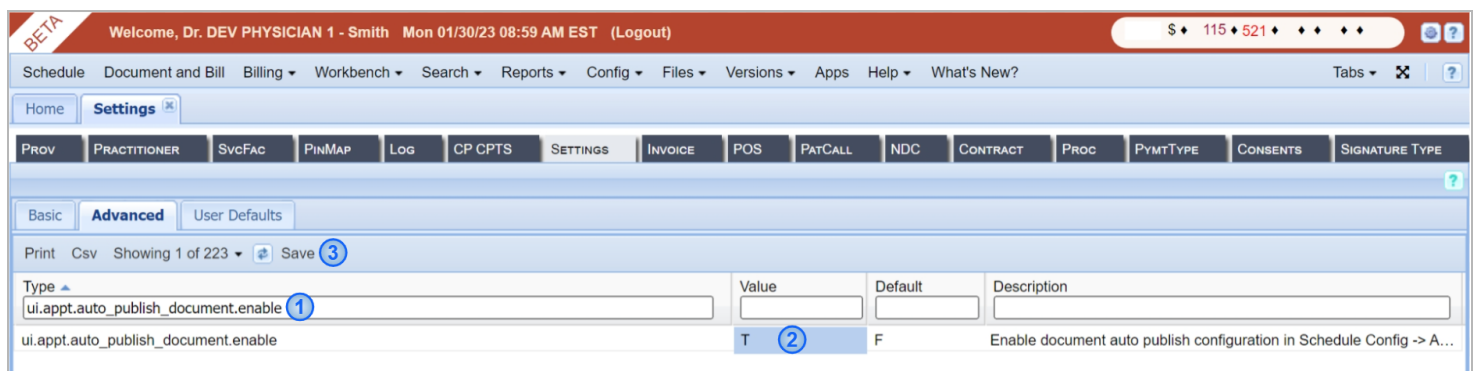 BETA
Welcome, Dr. DEV PHYSICIAN 1 - Smith Mon 01/30/23 08:59 AM EST (Logout) $ ♦ 115 ♦ 521 ♦ ♦ ♦ ♦ ♦ ?
Schedule Document and Bill Billing Workbench Search Reports Config Files Versions Apps Help What's New? Tabs ?
Home Settings
PROV PRACTITIONER SVCFAC PINMAP LOG CP CPTS SETTINGS INVOICE POS PATCALL NDC CONTRACT PROC PYMTTYPE CONSENTS SIGNATURE TYPE
?
Basic Advanced User Defaults
Print Csv Showing 1 of 223 Save 3
Type Value Default Description
ui.appt.auto_publish_document.enable 1
ui.appt.auto_publish_document.enable T 2 F Enable document auto publish configuration in Schedule Config -> A...